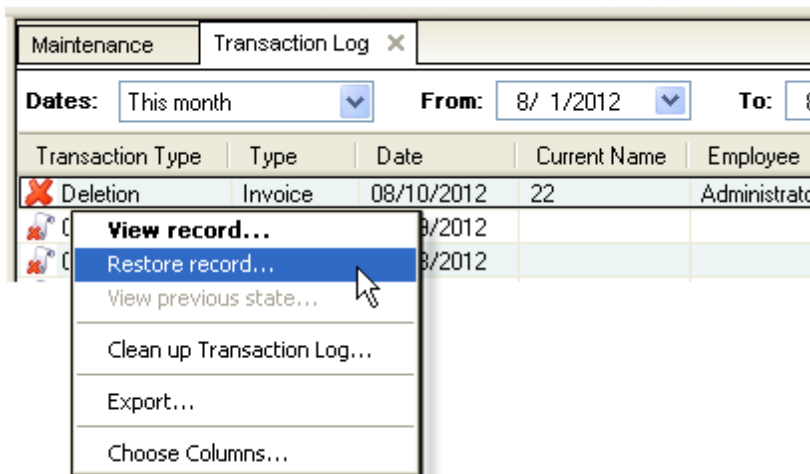 Maintenance Transaction Log
Dates: This month From: 8/ 1/2012 To:
Transaction Type Type Date Current Name Employee
Deletion Invoice 08/10/2012 22
View record...
Restore record...
View previous state...
Clean up Transaction Log...
Export...
Choose Columns...